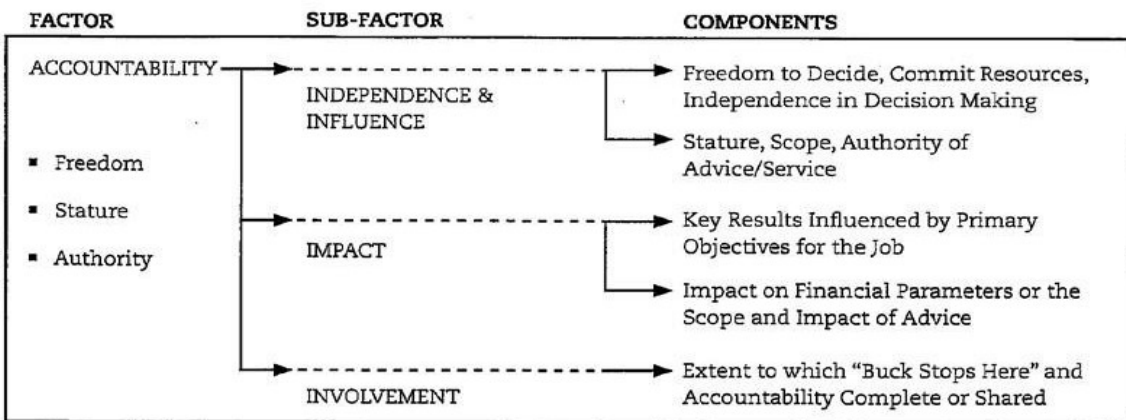 FACTOR SUB-FACTOR COMPONENTS
ACCOUNTABILITY
▪ Freedom
▪ Stature
▪ Authority
INDEPENDENCE &
INFLUENCE
Freedom to Decide, Commit Resources,
Independence in Decision Making
Stature, Scope, Authority of
Advice/Service
IMPACT
Key Results Influenced by Primary
Objectives for the Job
Impact on Financial Parameters or the
Scope and Impact of Advice
INVOLVEMENT
Extent to which “Buck Stops Here” and
Accountability Complete or Shared